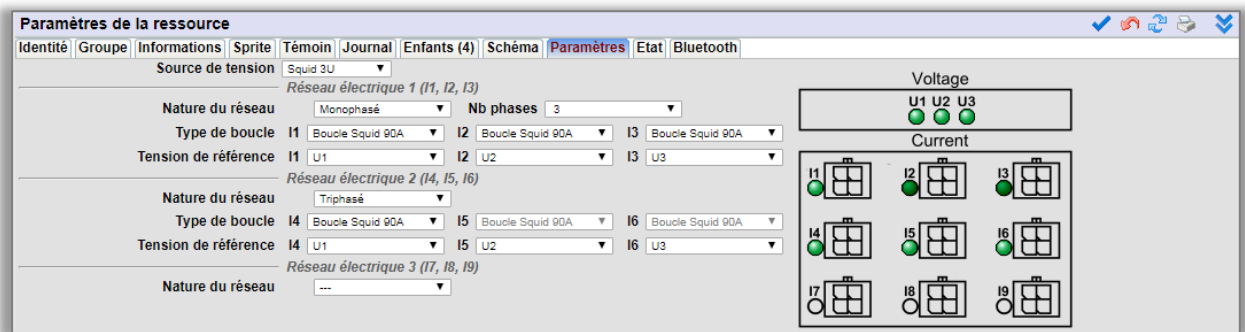 Paramètres de la ressource
Identité Groupe Informations Sprite Témoin Journal Enfants (4) Schéma Paramètres Etat Bluetooth
Source de tension Squid 3U
Réseau électrique 1 (I1, I2, I3)
Nature du réseau Monophasé Nb phases 3
Type de boucle I1 Boucle Squid 90A I2 Boucle Squid 90A I3 Boucle Squid 90A
Tension de référence I1 U1 I2 U2 I3 U3
Réseau électrique 2 (I4, I5, I6)
Nature du réseau Triphasé
Type de boucle I4 Boucle Squid 90A I5 Boucle Squid 90A I6 Boucle Squid 90A
Tension de référence I4 U1 I5 U2 I6 U3
Réseau électrique 3 (I7, I8, I9)
Nature du réseau ---
Voltage
U1 U2 U3
Current
I1 I2 I3
I4 I5 I6
I7 I8 I9